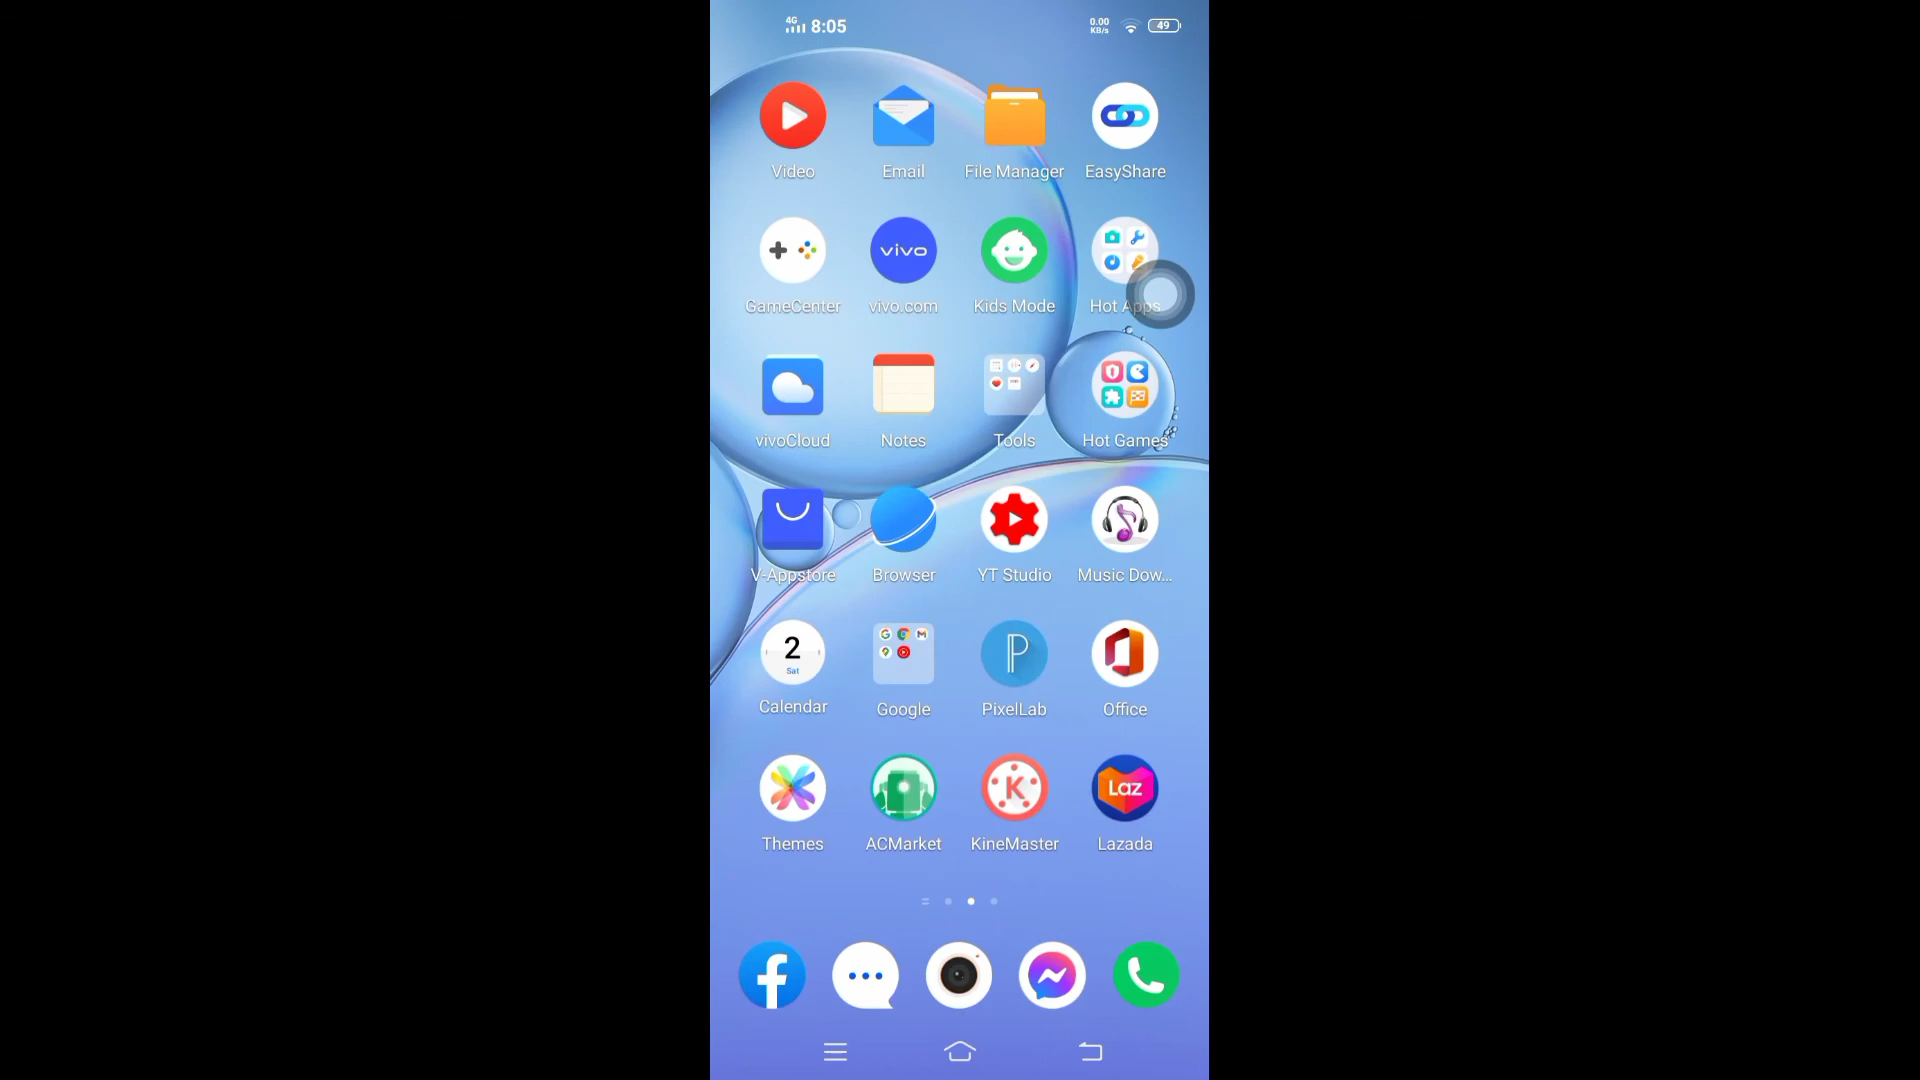 4G 8:05
0.00 KB/s 49
Video Email File Manager EasyShare
vivo
GameCenter vivo.com Kids Mode Hot Apps
vivoCloud Notes Tools Hot Games
V-Appstore Browser YT Studio Music Dow...
2
Sat
Calendar Google PixelLab Office
K Laz
Themes ACMarket KineMaster Lazada